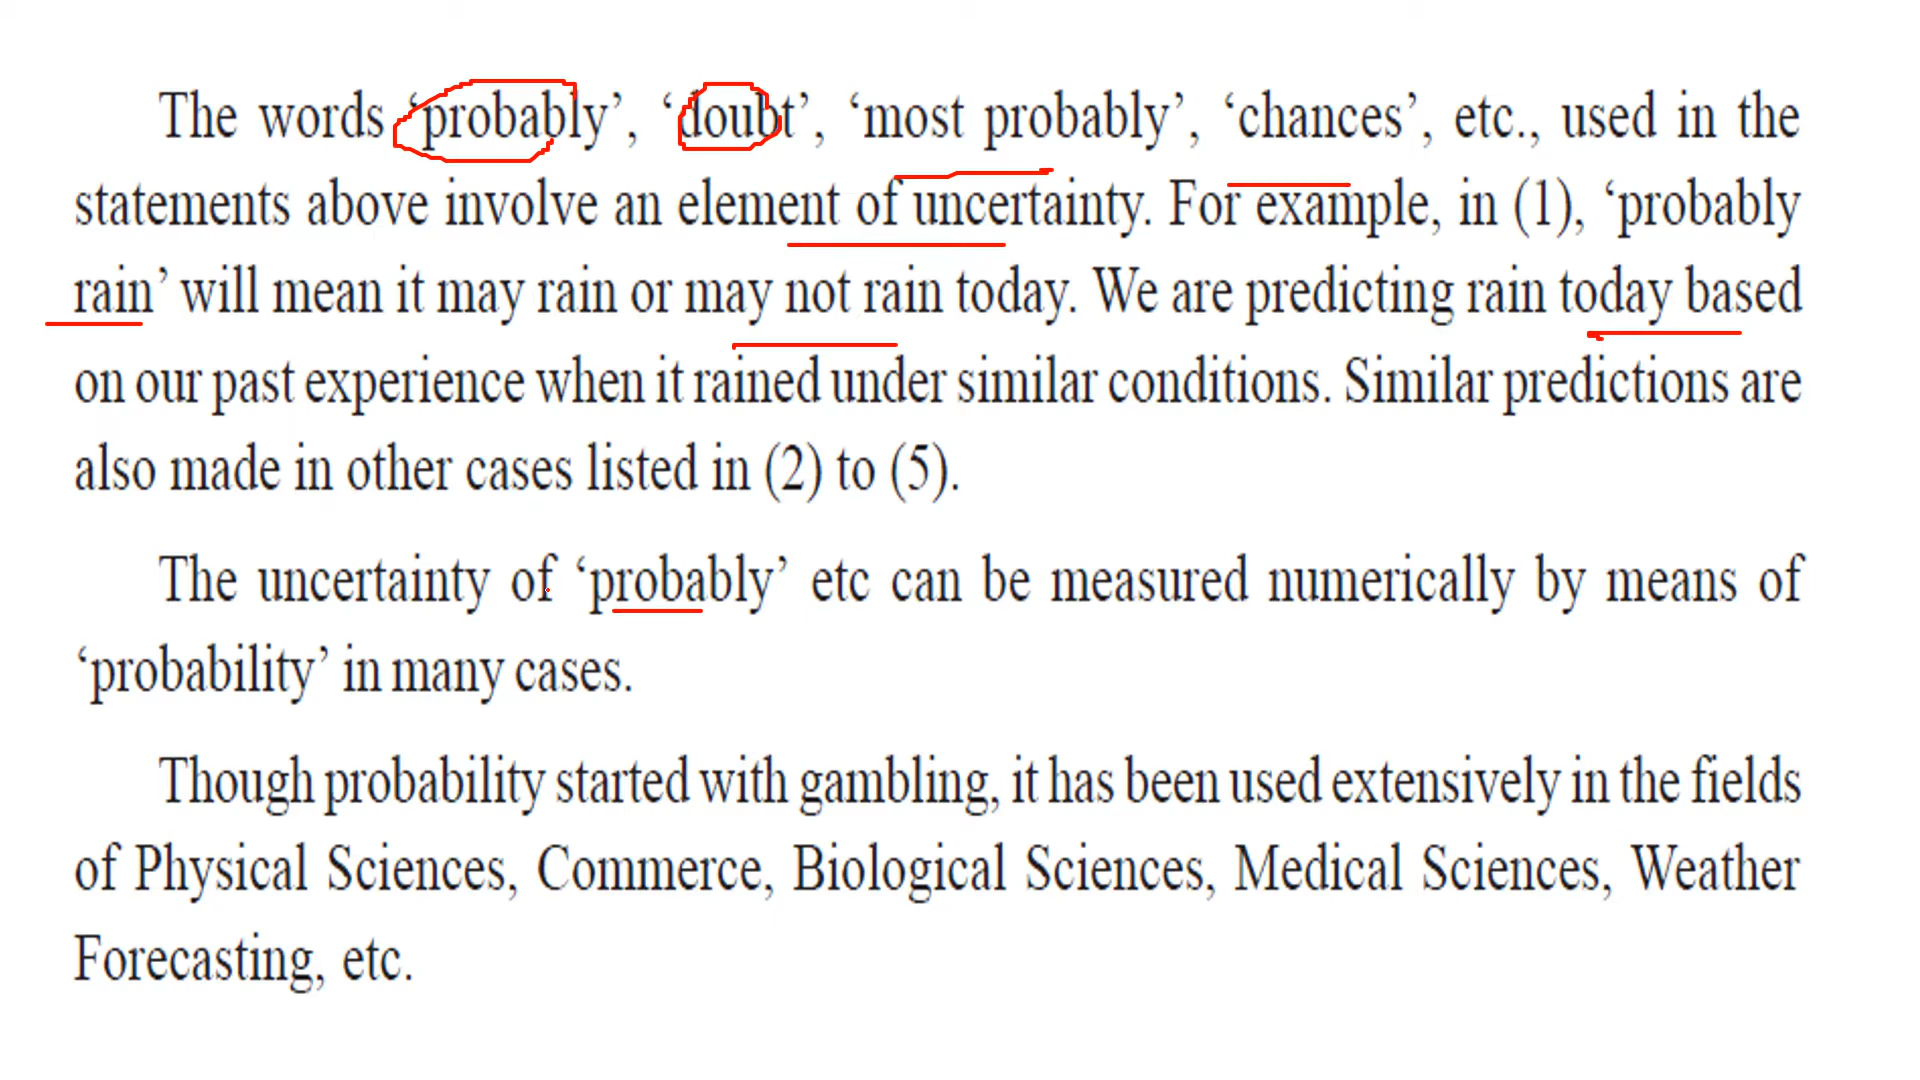 The words ‘probably’, ‘doubt’, ‘most probably’, ‘chances’, etc., used in the
statements above involve an element of uncertainty. For example, in (1), ‘probably
rain’ will mean it may rain or may not rain today. We are predicting rain today based
on our past experience when it rained under similar conditions. Similar predictions are
also made in other cases listed in (2) to (5).
The uncertainty of ‘probably’ etc can be measured numerically by means of
‘probability’ in many cases.
Though probability started with gambling, it has been used extensively in the fields
of Physical Sciences, Commerce, Biological Sciences, Medical Sciences, Weather
Forecasting, etc.